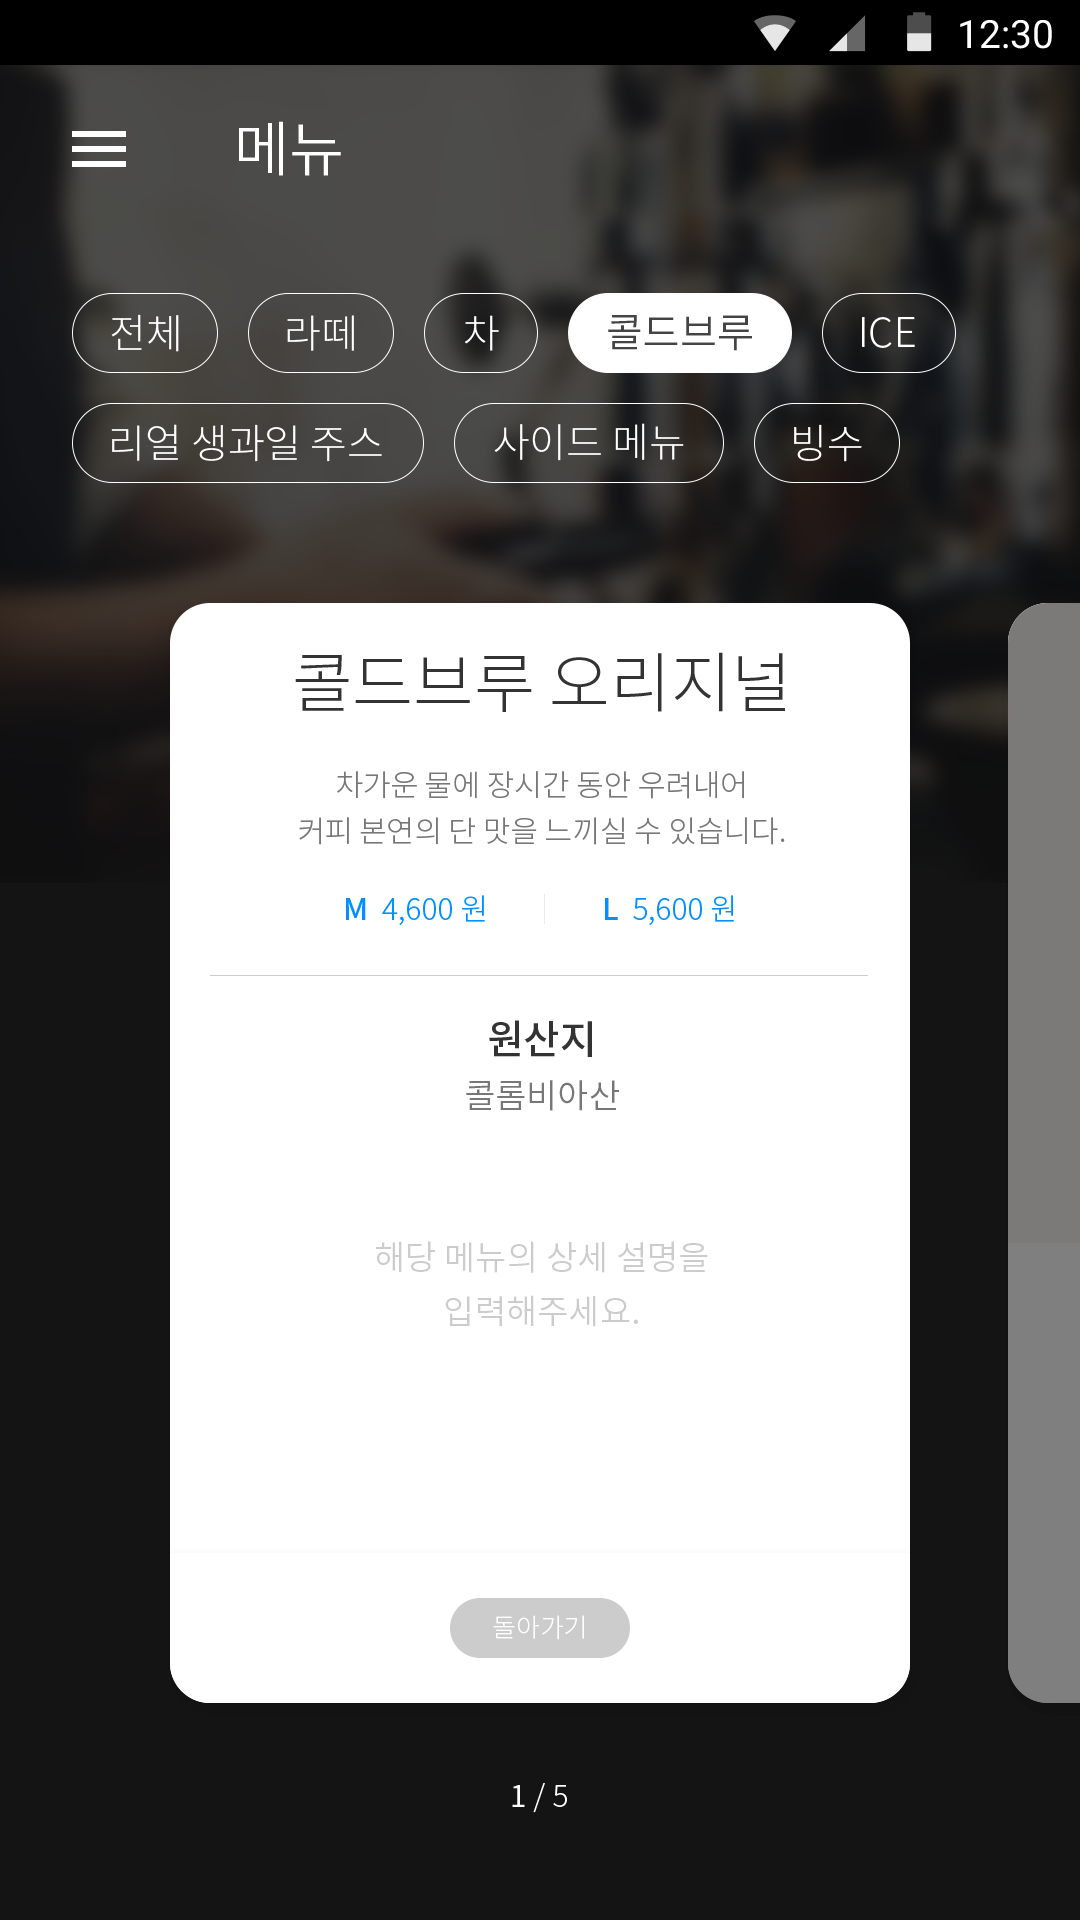 12:30
메뉴
전체 라떼 차 콜드브루 ICE
리얼 생과일 주스 사이드 메뉴 빙수
콜드브루 오리지널
차가운 물에 장시간 동안 우려내어
커피 본연의 단 맛을 느끼실 수 있습니다.
M 4,600 원 L 5,600 원
원산지
콜롬비아산
해당 메뉴의 상세 설명을
입력해주세요.
돌아가기
1 / 5